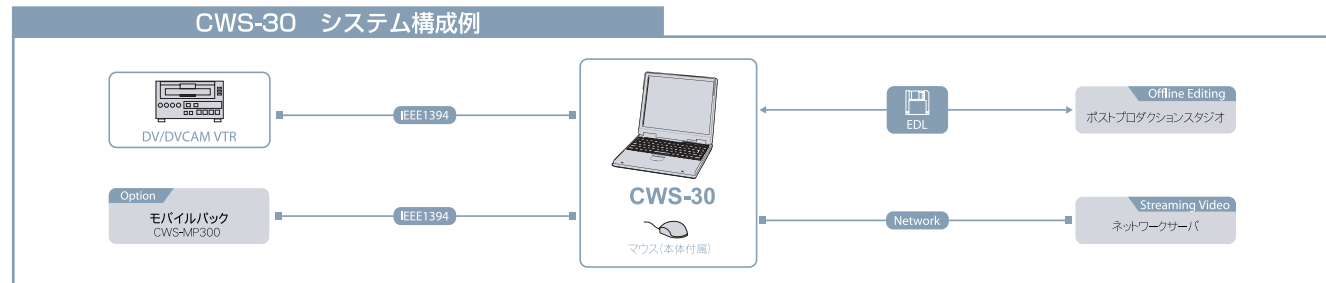 CWS-30　システム構成例
DV/DVCAM VTR
IEEE1394
Option
モバイルパック
CWS-MP300
IEEE1394
CWS-30
マウス(本体付属)
EDL
Offline Editing
ポストプロダクションスタジオ
Network
Streaming Video
ネットワークサーバ